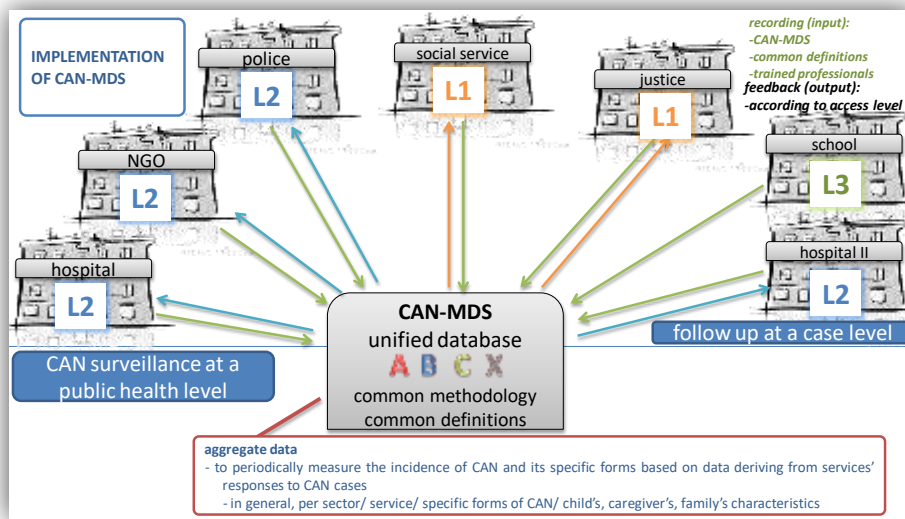 IMPLEMENTATION
OF CAN-MDS
police
L2
social service
L1
justice
L1
recording (input):
-CAN-MDS
-common definitions
-trained professionals
feedback (output):
-according to access level
NGO
L2
school
L3
hospital
L2
hospital II
L2
CAN surveillance at a
public health level
follow up at a case level
CAN-MDS
unified database
A B C X
common methodology
common definitions
aggregate data
- to periodically measure the incidence of CAN and its specific forms based on data deriving from services'
responses to CAN cases
- in general, per sector/ service/ specific forms of CAN/ child's, caregiver's, family's characteristics